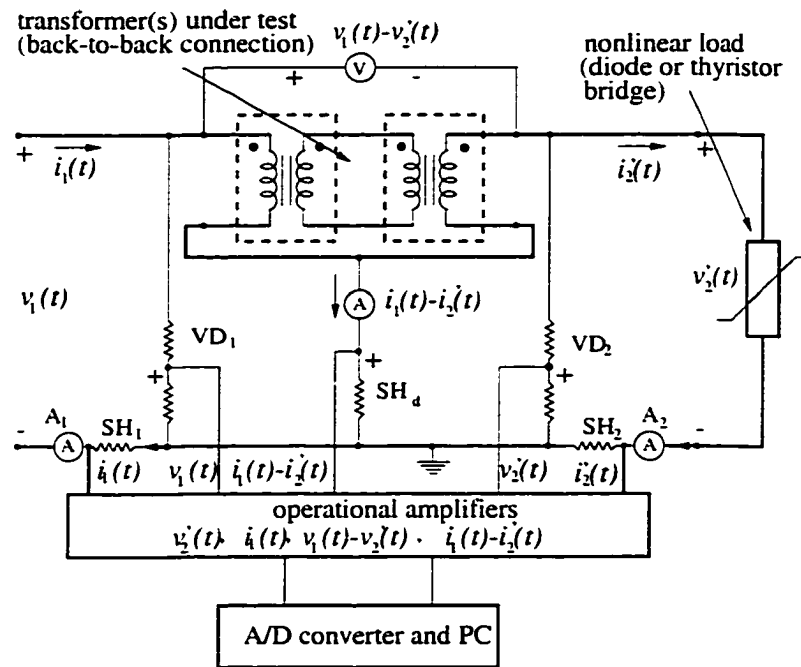 transformer(s) under test
(back-to-back connection)
v₁(t)-v₂'(t)
nonlinear load
(diode or thyristor
bridge)
+ V -
+
i₁(t)
i₂'(t)
+
v₁(t)
A
i₁(t)-i₂'(t)
v₂'(t)
VD₁
+
+
SH_d
VD₂
+
-
A₁
A
SH₁
SH₂
A₂
A
-
i₁(t)
v₁(t)
i₁(t)-i₂'(t)
v₂'(t)
i₂'(t)
operational amplifiers
v₂'(t), i₁(t), v₁(t)-v₂'(t), i₁(t)-i₂'(t)
A/D converter and PC